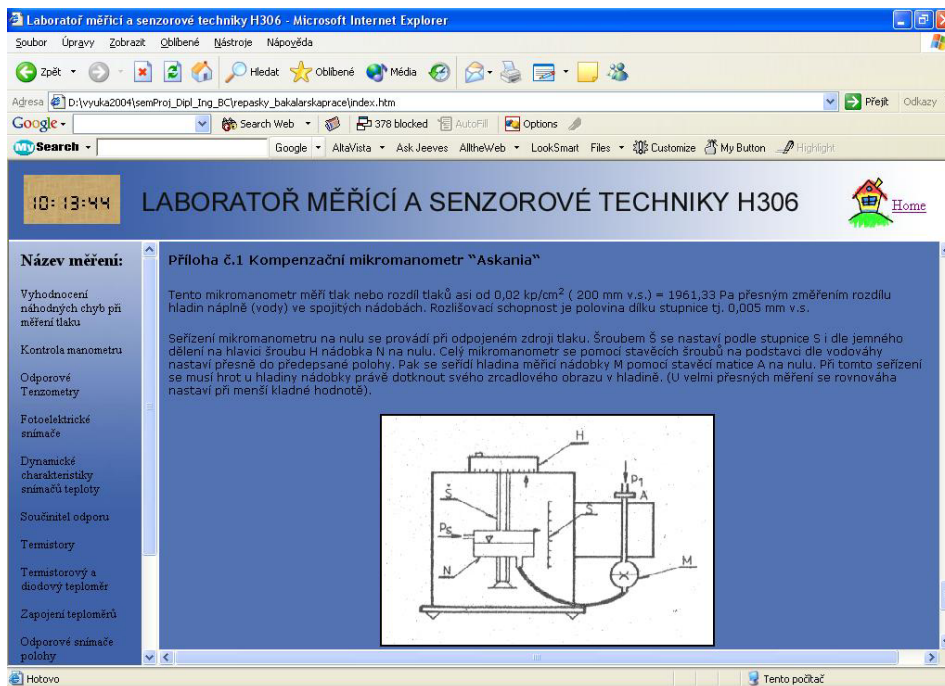 Laboratoř měřicí a senzorové techniky H306 - Microsoft Internet Explorer
Soubor Úpravy Zobrazit Oblíbené Nástroje Nápověda
Zpět Hledat Oblíbené Média
Adresa D:\vyuka2004\semProj_Dipl_Ing_BC\repasky_bakalarskaprace\index.htm Přejít Odkazy
Google Search Web 378 blocked AutoFill Options
My Search Google AltaVista Ask Jeeves AlltheWeb LookSmart Files Customize My Button Highlight
10:13:44 LABORATOŘ MĚŘÍCÍ A SENZOROVÉ TECHNIKY H306 Home
Název měření:
Vyhodnocení
náhodných chyb při
měření tlaku
Kontrola manometru
Odporové
Tenzometry
Fotoelektrické
snímače
Dynamické
charakteristiky
snímačů teploty
Součinitel odporu
Termistory
Termistorový a
diodový teploměr
Zapojení teploměrů
Odporové snímače
polohy
Příloha č.1 Kompenzační mikromanometr "Askania"
Tento mikromanometr měří tlak nebo rozdíl tlaků asi od 0,02 kp/cm² ( 200 mm v.s.) = 1961,33 Pa přesným změřením rozdílu
hladin náplně (vody) ve spojitých nádobách. Rozlišovací schopnost je polovina dílku stupnice tj. 0,005 mm v.s.
Seřízení mikromanometru na nulu se provádí při odpojeném zdroji tlaku. Šroubem Š se nastaví podle stupnice S i dle jemného
dělení na hlavici šroubu H nádobka N na nulu. Celý mikromanometr se pomocí stavěcích šroubů na podstavci dle vodováhy
nastaví přesně do předepsané polohy. Pak se seřídí hladina měřicí nádobky M pomocí stavěcí matice A na nulu. Při tomto seřízení
se musí hrot u hladiny nádobky právě dotknout svého zrcadlového obrazu v hladině. (U velmi přesných měření se rovnováha
nastaví při menší kladné hodnotě).
H
P1
A
Š
S
Ps
N
M
Hotovo Tento počítač